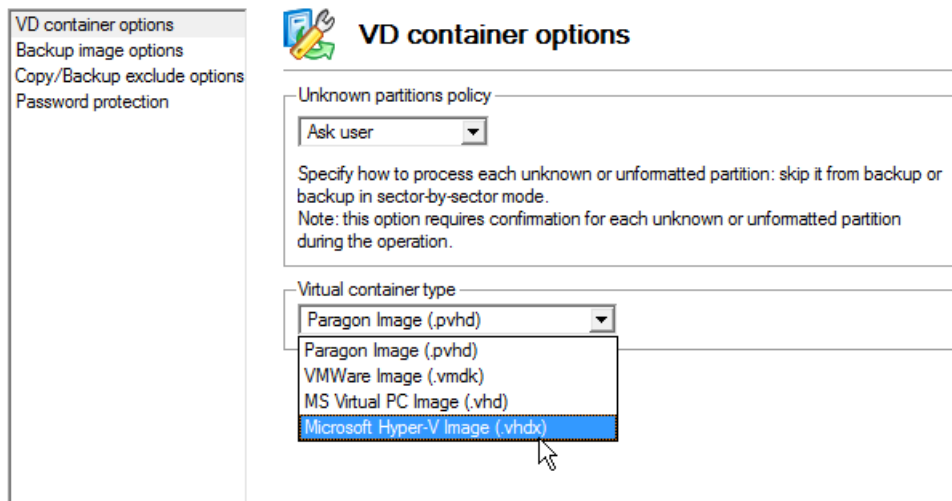 VD container options
Backup image options
Copy/Backup exclude options
Password protection
VD container options
Unknown partitions policy
Ask user
Specify how to process each unknown or unformatted partition: skip it from backup or
backup in sector-by-sector mode.
Note: this option requires confirmation for each unknown or unformatted partition
during the operation.
Virtual container type
Paragon Image (.pvhd)
Paragon Image (.pvhd)
VMWare Image (.vmdk)
MS Virtual PC Image (.vhd)
Microsoft Hyper-V Image (.vhdx)